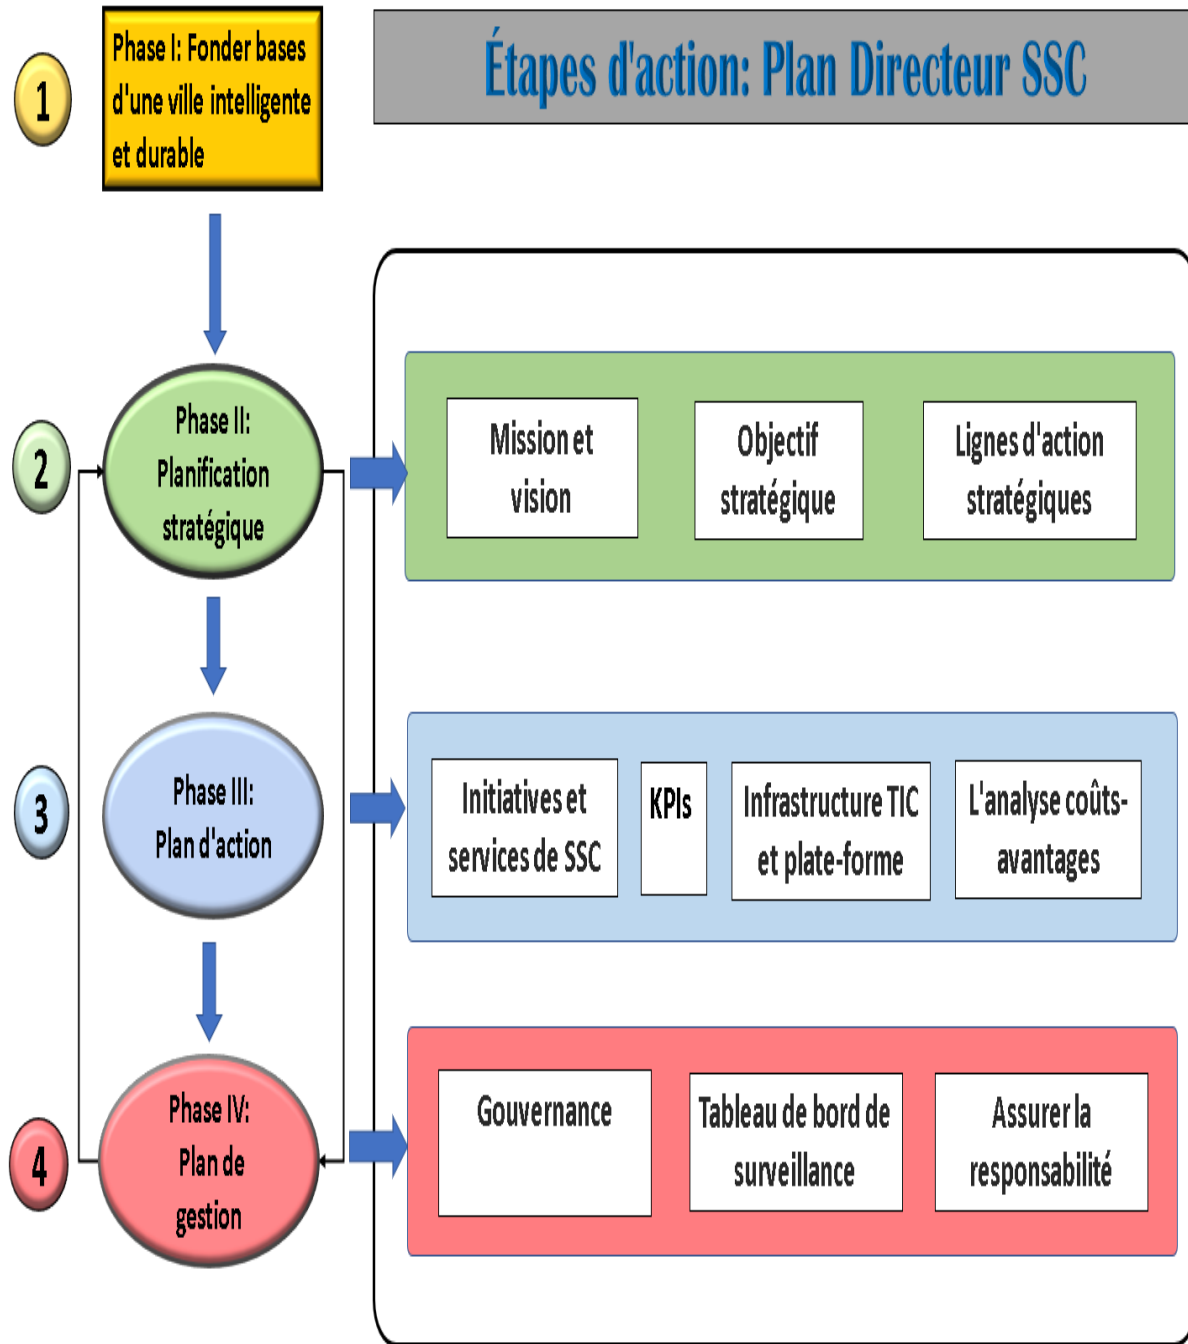 Étapes d'action: Plan Directeur SSC
1
Phase I: Fonder bases
d'une ville intelligente
et durable
2
Phase II:
Planification
stratégique
Mission et
vision
Objectif
stratégique
Lignes d'action
stratégiques
3
Phase III:
Plan d'action
Initiatives et
services de SSC
KPIs
Infrastructure TIC
et plate-forme
L'analyse coûts-
avantages
4
Phase IV:
Plan de
gestion
Gouvernance
Tableau de bord de
surveillance
Assurer la
responsabilité